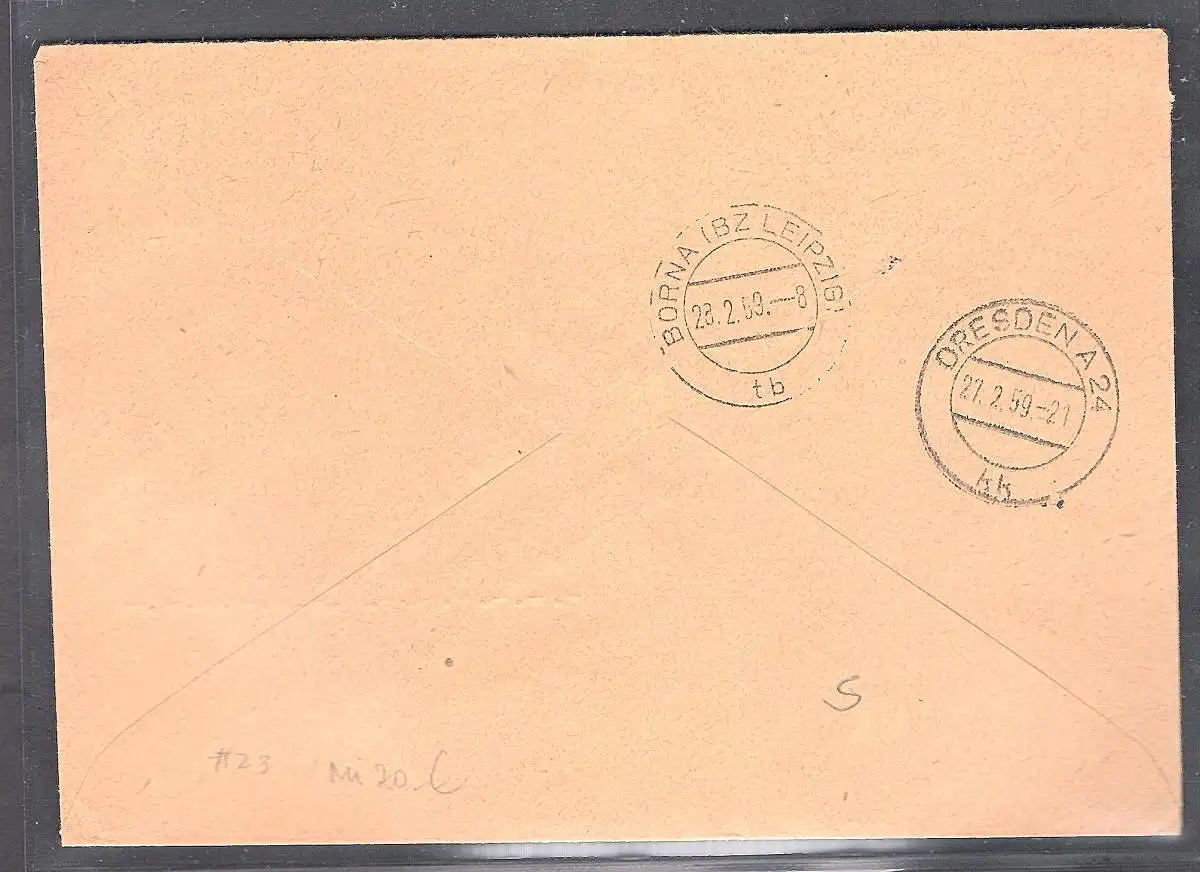 BORNA (BZ LEIPZIG)
28.2.59.–8
tb
DRESDEN A 24
27.2.59.–21
kk
S
#23
Mi 20.